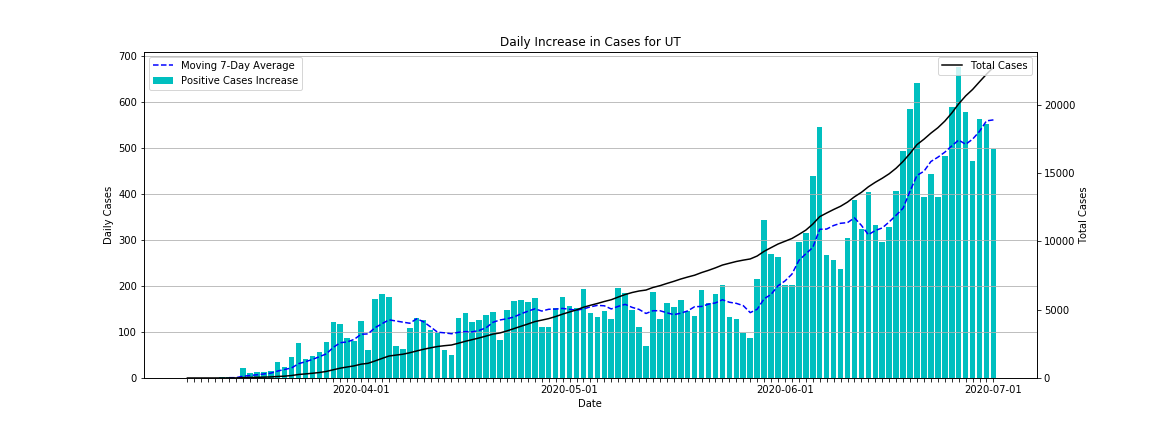 Daily Increase in Cases for UT
Moving 7-Day Average
Positive Cases Increase
Total Cases
700
600
500
400
300
200
100
0
Daily Cases
20000
15000
10000
5000
0
Total Cases
2020-04-01
2020-05-01
2020-06-01
2020-07-01
Date